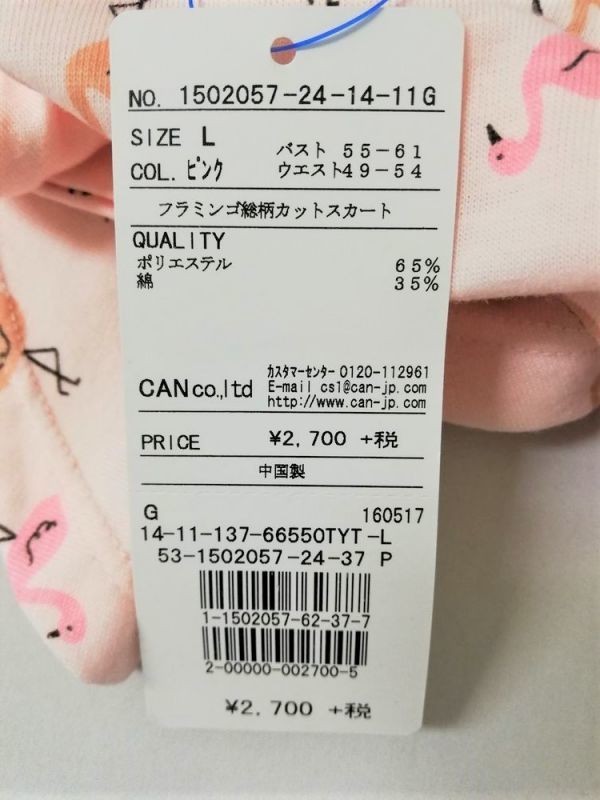 NO. 1502057-24-14-11G
SIZE L
バスト 55-61
COL. ピンク
ウエスト49-54
フラミンゴ総柄カットスカート
QUALITY
ポリエステル 65%
綿 35%
CANco.,ltd
カスタマーセンター 0120-112961
E-mail cs1@can-jp.com
http://www.can-jp.com
PRICE ¥2,700 +税
中国製
G 160517
14-11-137-66550TYT-L
53-1502057-24-37 P
1-1502057-62-37-7
2-00000-002700-5
¥2,700 +税